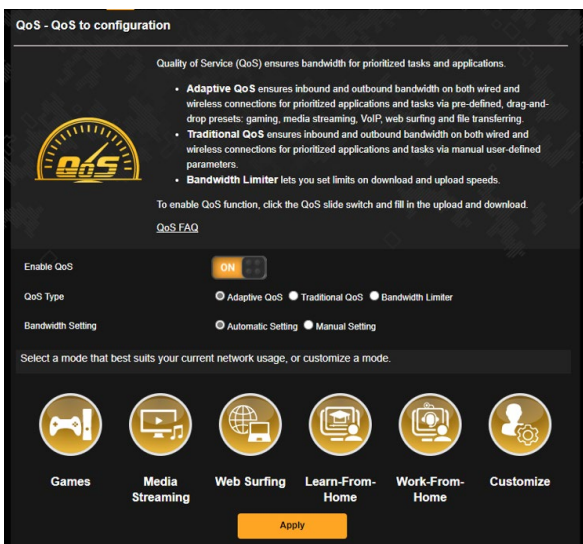 QoS - QoS to configuration
Quality of Service (QoS) ensures bandwidth for prioritized tasks and applications.
• Adaptive QoS ensures inbound and outbound bandwidth on both wired and
wireless connections for prioritized applications and tasks via pre-defined, drag-and-
drop presets: gaming, media streaming, VoIP, web surfing and file transferring.
• Traditional QoS ensures inbound and outbound bandwidth on both wired and
wireless connections for prioritized applications and tasks via manual user-defined
parameters.
• Bandwidth Limiter lets you set limits on download and upload speeds.
QoS
To enable QoS function, click the QoS slide switch and fill in the upload and download.
QoS FAQ
Enable QoS ON
QoS Type Adaptive QoS Traditional QoS Bandwidth Limiter
Bandwidth Setting Automatic Setting Manual Setting
Select a mode that best suits your current network usage, or customize a mode.
Games Media Streaming Web Surfing Learn-From-Home Work-From-Home Customize
Apply